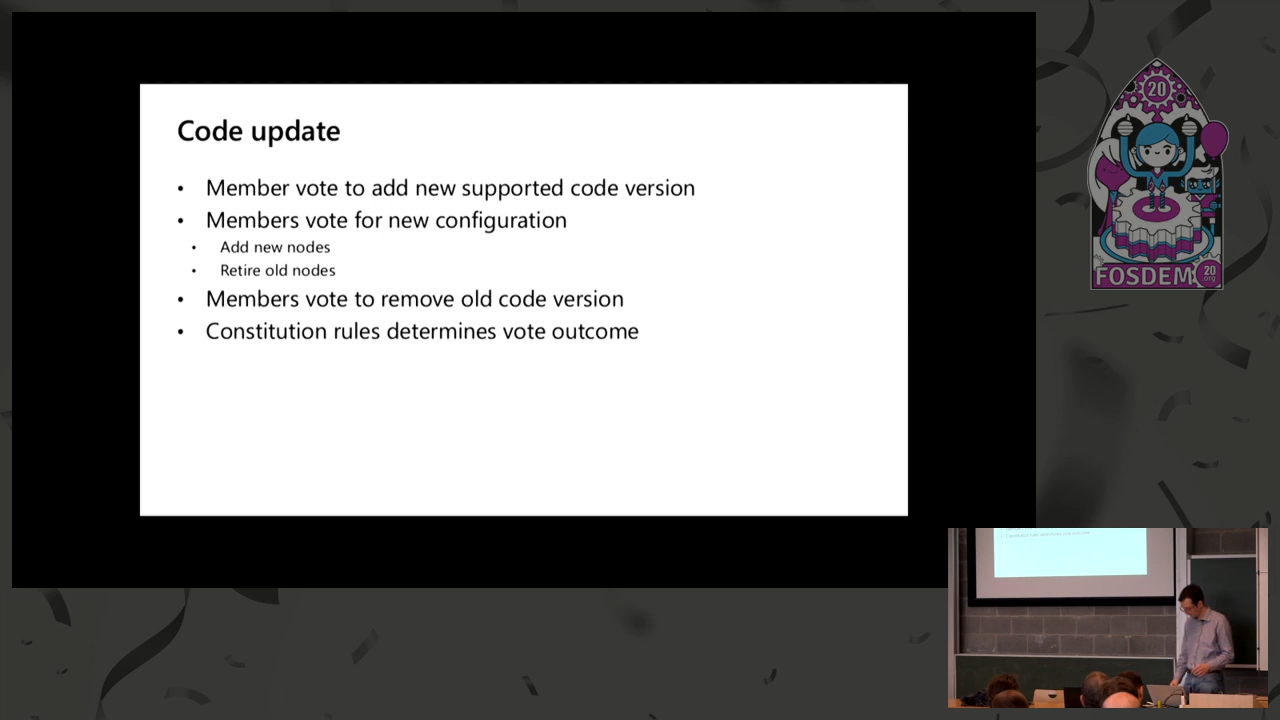 Code update
• Member vote to add new supported code version
• Members vote for new configuration
• Add new nodes
• Retire old nodes
• Members vote to remove old code version
• Constitution rules determines vote outcome
20
FOSDEM
20
org